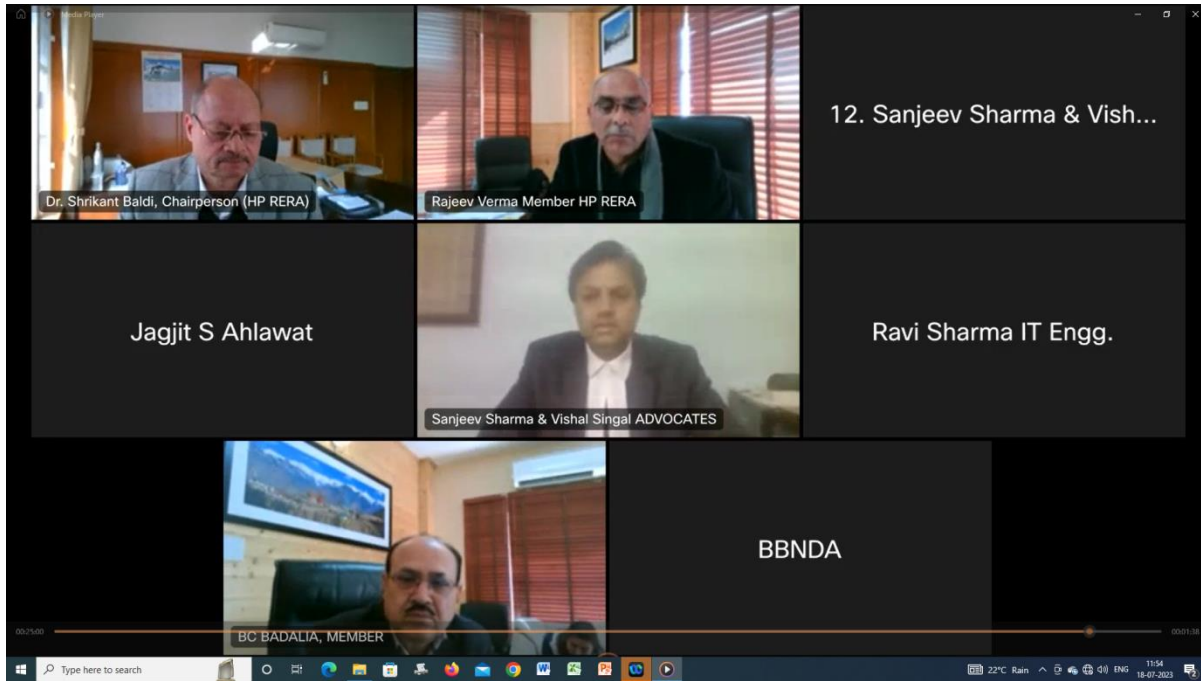 Media Player
Dr. Shrikant Baldi, Chairperson (HP RERA)
Rajeev Verma Member HP RERA
12. Sanjeev Sharma & Vish...
Jagjit S Ahlawat
Sanjeev Sharma & Vishal Singal ADVOCATES
Ravi Sharma IT Engg.
BC BADALIA, MEMBER
BBNDA
00:25:00
00:01:38
Type here to search
22°C Rain
ENG
11:54
18-07-2023